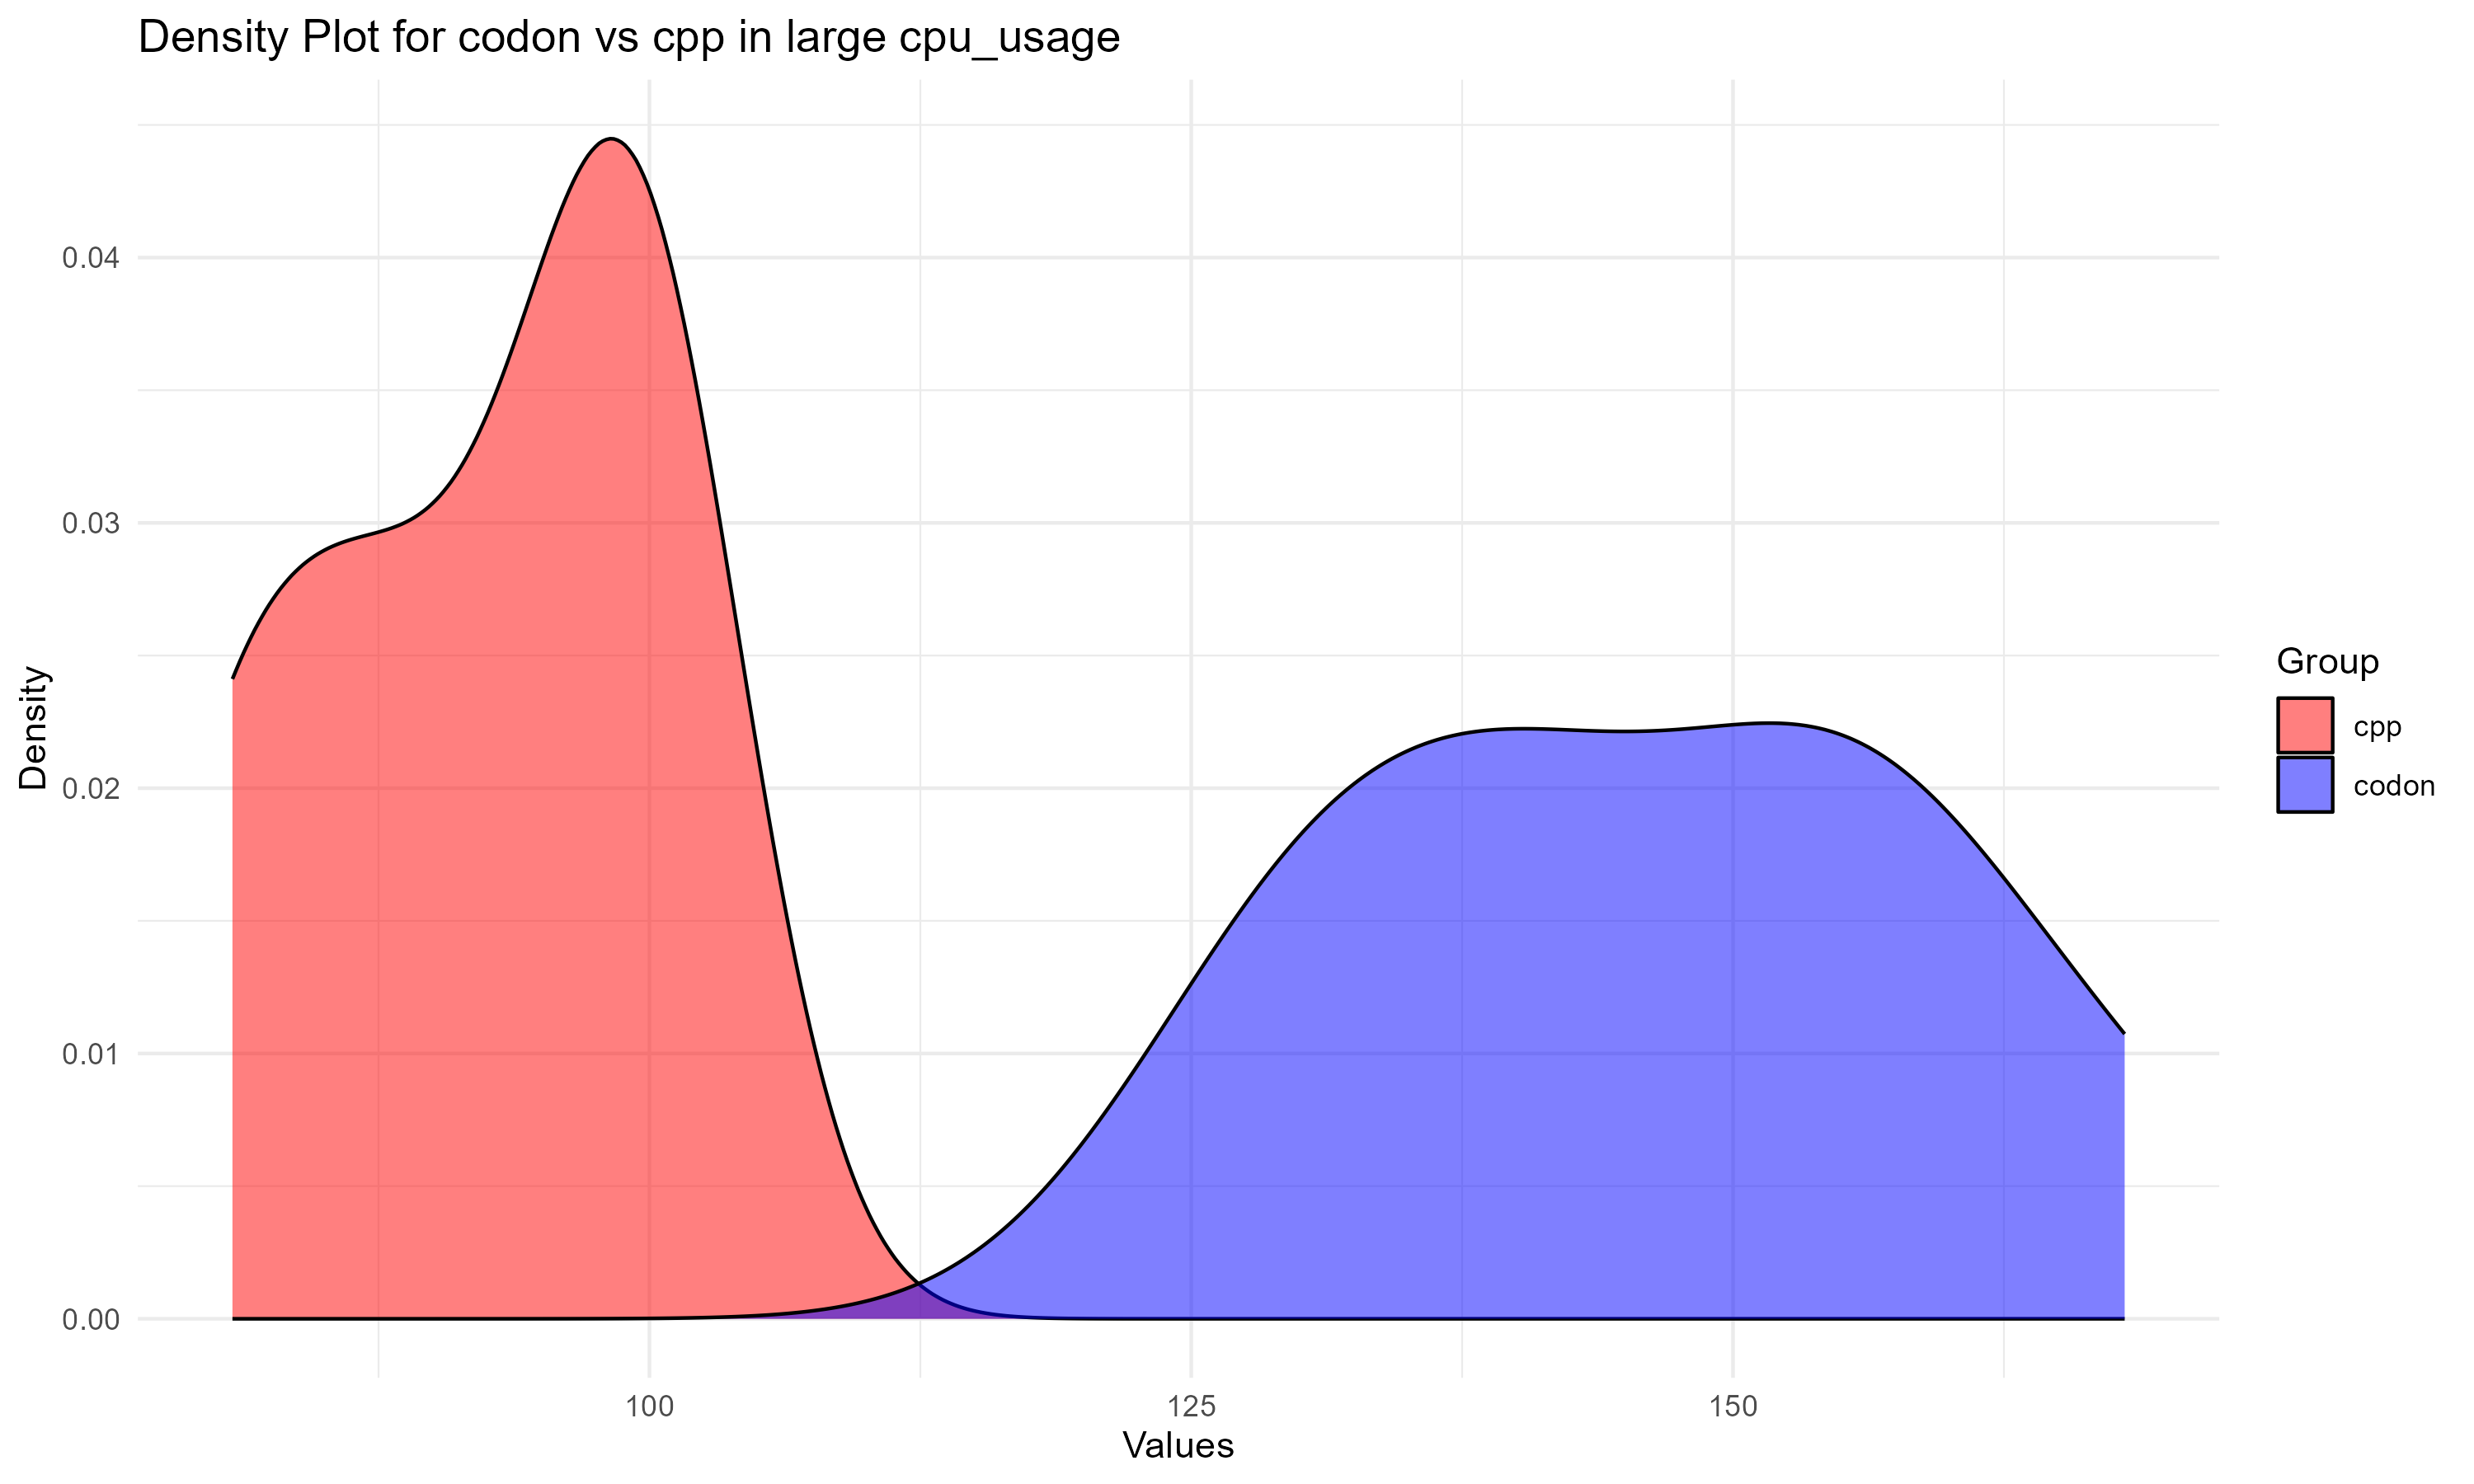 Density Plot for codon vs cpp in large cpu_usage
Density
0.04
0.03
0.02
0.01
0.00
100
125
150
Values
Group
cpp
codon